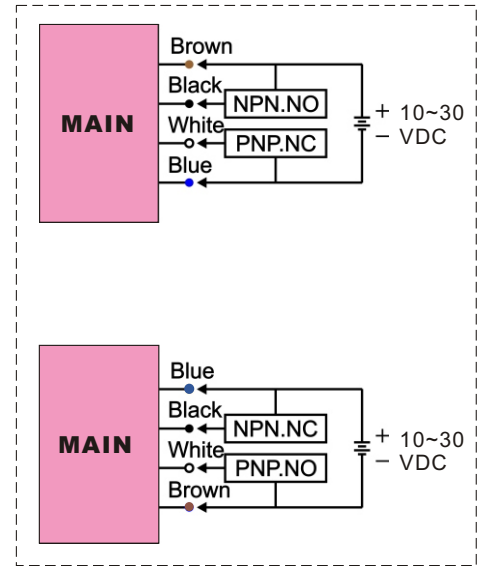 Brown
Black
NPN.NO
MAIN
White
PNP.NC
+ 10~30
– VDC
Blue
Blue
Black
NPN.NC
MAIN
White
PNP.NO
+ 10~30
– VDC
Brown